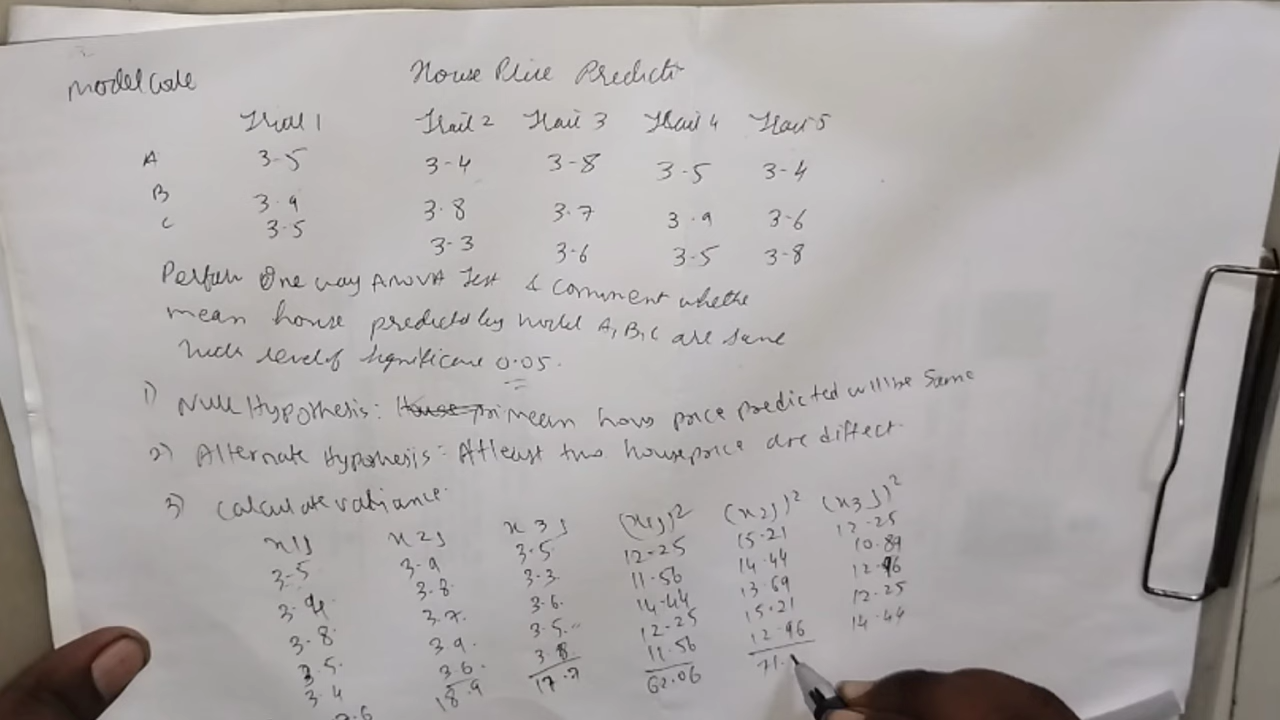 Model Code House Price Predicti
Trial 1 Trail 2 Trail 3 Trail 4 Trail 5
A 3.5 3.4 3.8 3.5 3.4
B 3.9 3.8 3.7 3.9 3.6
C 3.5 3.3 3.6 3.5 3.8
Perform One way ANOVA Test & Comment whethe
mean house predicted by model A, B, C are same
level of significance 0.05.
1) Null Hypothesis: mean hous price predicted will be same
2) Alternate Hypothesis: Atleast two house price are diffect.
3) Calculate variance.
x1j x2j x3j (x1j)² (x2j)² (x3j)²
3.5 3.9 3.5 12.25 15.21 12.25
3.4 3.8 3.3 11.56 14.44 10.89
3.8 3.7 3.6 14.44 13.69 12.96
3.5 3.9 3.5 12.25 15.21 12.25
3.4 3.6 3.8 11.56 12.96 14.44
18.9 17.7 62.06 71.